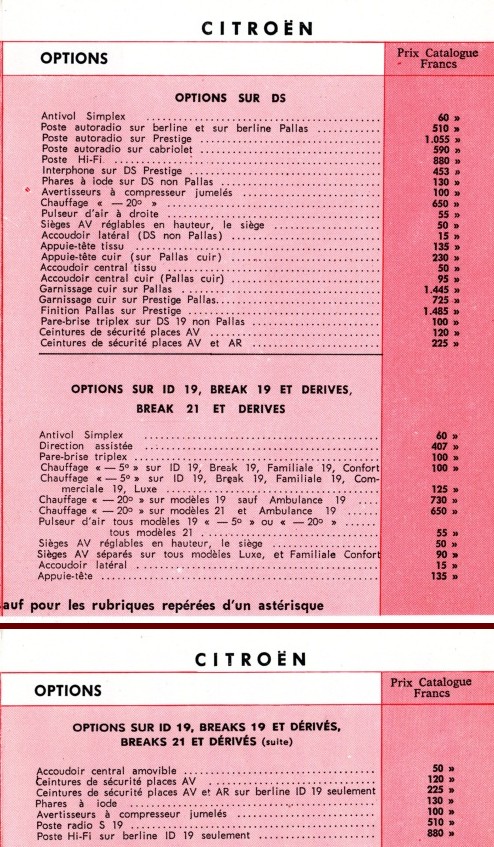 CITROËN
OPTIONS
Prix Catalogue
Francs
OPTIONS SUR DS
Antivol Simplex .......... 60 »
Poste autoradio sur berline et sur berline Pallas .......... 510 »
Poste autoradio sur Prestige .......... 1.055 »
Poste autoradio sur cabriolet .......... 590 »
Poste Hi-Fi .......... 880 »
Interphone sur DS Prestige .......... 453 »
Phares à iode sur DS non Pallas .......... 130 »
Avertisseurs à compresseur jumelés .......... 100 »
Chauffage « — 20° » .......... 650 »
Pulseur d'air à droite .......... 55 »
Sièges AV réglables en hauteur, le siège .......... 50 »
Accoudoir latéral (DS non Pallas) .......... 15 »
Appuie-tête tissu .......... 135 »
Appuie-tête cuir (sur Pallas cuir) .......... 230 »
Accoudoir central tissu .......... 50 »
Accoudoir central cuir (Pallas cuir) .......... 95 »
Garnissage cuir sur Pallas .......... 1.445 »
Garnissage cuir sur Prestige Pallas.......... 725 »
Finition Pallas sur Prestige .......... 1.485 »
Pare-brise triplex sur DS 19 non Pallas .......... 100 »
Ceintures de sécurité places AV .......... 120 »
Ceintures de sécurité places AV et AR .......... 225 »
OPTIONS SUR ID 19, BREAK 19 ET DERIVES,
BREAK 21 ET DERIVES
Antivol Simplex .......... 60 »
Direction assistée .......... 407 »
Pare-brise triplex .......... 100 »
Chauffage « — 5° » sur ID 19, Break 19, Familiale 19, Confort 100 »
Chauffage « — 5° » sur ID 19, Break 19, Familiale 19, Com-
merciale 19, Luxe .......... 125 »
Chauffage « — 20° » sur modèles 19 sauf Ambulance 19 .... 730 »
Chauffage « — 20° » sur modèles 21 et Ambulance 19 .... 650 »
Pulseur d'air tous modèles 19 « — 5° » ou « — 20° » ......
tous modèles 21 .......... 55 »
Sièges AV réglables en hauteur, le siège .......... 50 »
Sièges AV séparés sur tous modèles Luxe, et Familiale Confort 90 »
Accoudoir latéral .......... 15 »
Appuie-tête .......... 135 »
auf pour les rubriques repérées d'un astérisque
CITROËN
OPTIONS
Prix Catalogue
Francs
OPTIONS SUR ID 19, BREAKS 19 ET DÉRIVÉS,
BREAKS 21 ET DÉRIVÉS (suite)
Accoudoir central amovible .......... 50 »
Ceintures de sécurité places AV .......... 120 »
Ceintures de sécurité places AV et AR sur berline ID 19 seulement 225 »
Phares à iode .......... 130 »
Avertisseurs à compresseur jumelés .......... 100 »
Poste radio S 19 .......... 510 »
Poste Hi-Fi sur berline ID 19 seulement .......... 880 »